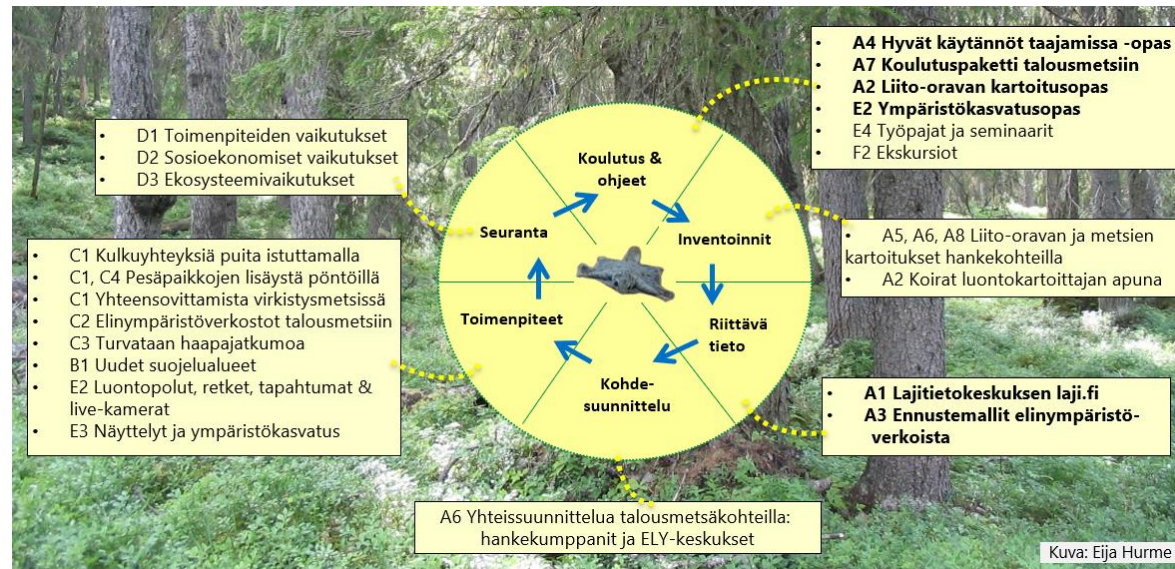 • A4 Hyvät käytännöt taajamissa -opas
• A7 Koulutuspaketti talousmetsiin
• A2 Liito-oravan kartoitusopas
• E2 Ympäristökasvatusopas
• E4 Työpajat ja seminaarit
• F2 Ekskursiot
• D1 Toimenpiteiden vaikutukset
• D2 Sosioekonomiset vaikutukset
• D3 Ekosysteemivaikutukset
Koulutus &
ohjeet
Seuranta
Inventoinnit
• A5, A6, A8 Liito-oravan ja metsien
kartoitukset hankekohteilla
• A2 Koirat luontokartoittajan apuna
• C1 Kulkuyhteyksiä puita istuttamalla
• C1, C4 Pesäpaikkojen lisäystä pöntöillä
• C1 Yhteensovittamista virkistysmetsissä
• C2 Elinympäristöverkostot talousmetsiin
• C3 Turvataan haapajatkumoa
• B1 Uudet suojelualueet
• E2 Luontopolut, retket, tapahtumat &
live-kamerat
• E3 Näyttelyt ja ympäristökasvatus
Toimenpiteet
Riittävä
tieto
Kohde-
suunnittelu
• A1 Lajitietokeskuksen laji.fi
• A3 Ennustemallit elinympäristö-
verkoista
A6 Yhteissuunnittelua talousmetsäkohteilla:
hankekumppanit ja ELY-keskukset
Kuva: Eija Hurme